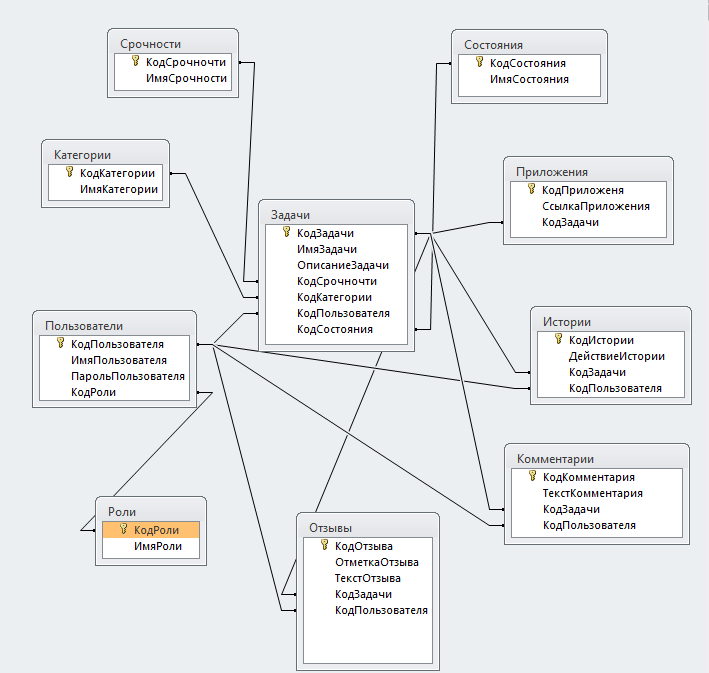 Срочности
КодСрочночти
ИмяСрочности
Состояния
КодСостояния
ИмяСостояния
Категории
КодКатегории
ИмяКатегории
Приложения
КодПриложеня
СсылкаПриложения
КодЗадачи
Задачи
КодЗадачи
ИмяЗадачи
ОписаниеЗадачи
КодСрочночти
КодКатегории
КодПользователя
КодСостояния
Пользователи
КодПользователя
ИмяПользователя
ПарольПользователя
КодРоли
Истории
КодИстории
ДействиеИстории
КодЗадачи
КодПользователя
Комментарии
КодКомментария
ТекстКомментария
КодЗадачи
КодПользователя
Роли
КодРоли
ИмяРоли
Отзывы
КодОтзыва
ОтметкаОтзыва
ТекстОтзыва
КодЗадачи
КодПользователя